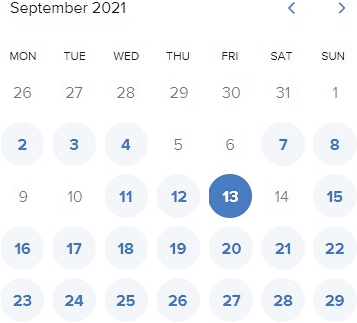 September 2021
MON TUE WED THU FRI SAT SUN
26 27 28 29 30 31 1
2 3 4 5 6 7 8
9 10 11 12 13 14 15
16 17 18 19 20 21 22
23 24 25 26 27 28 29